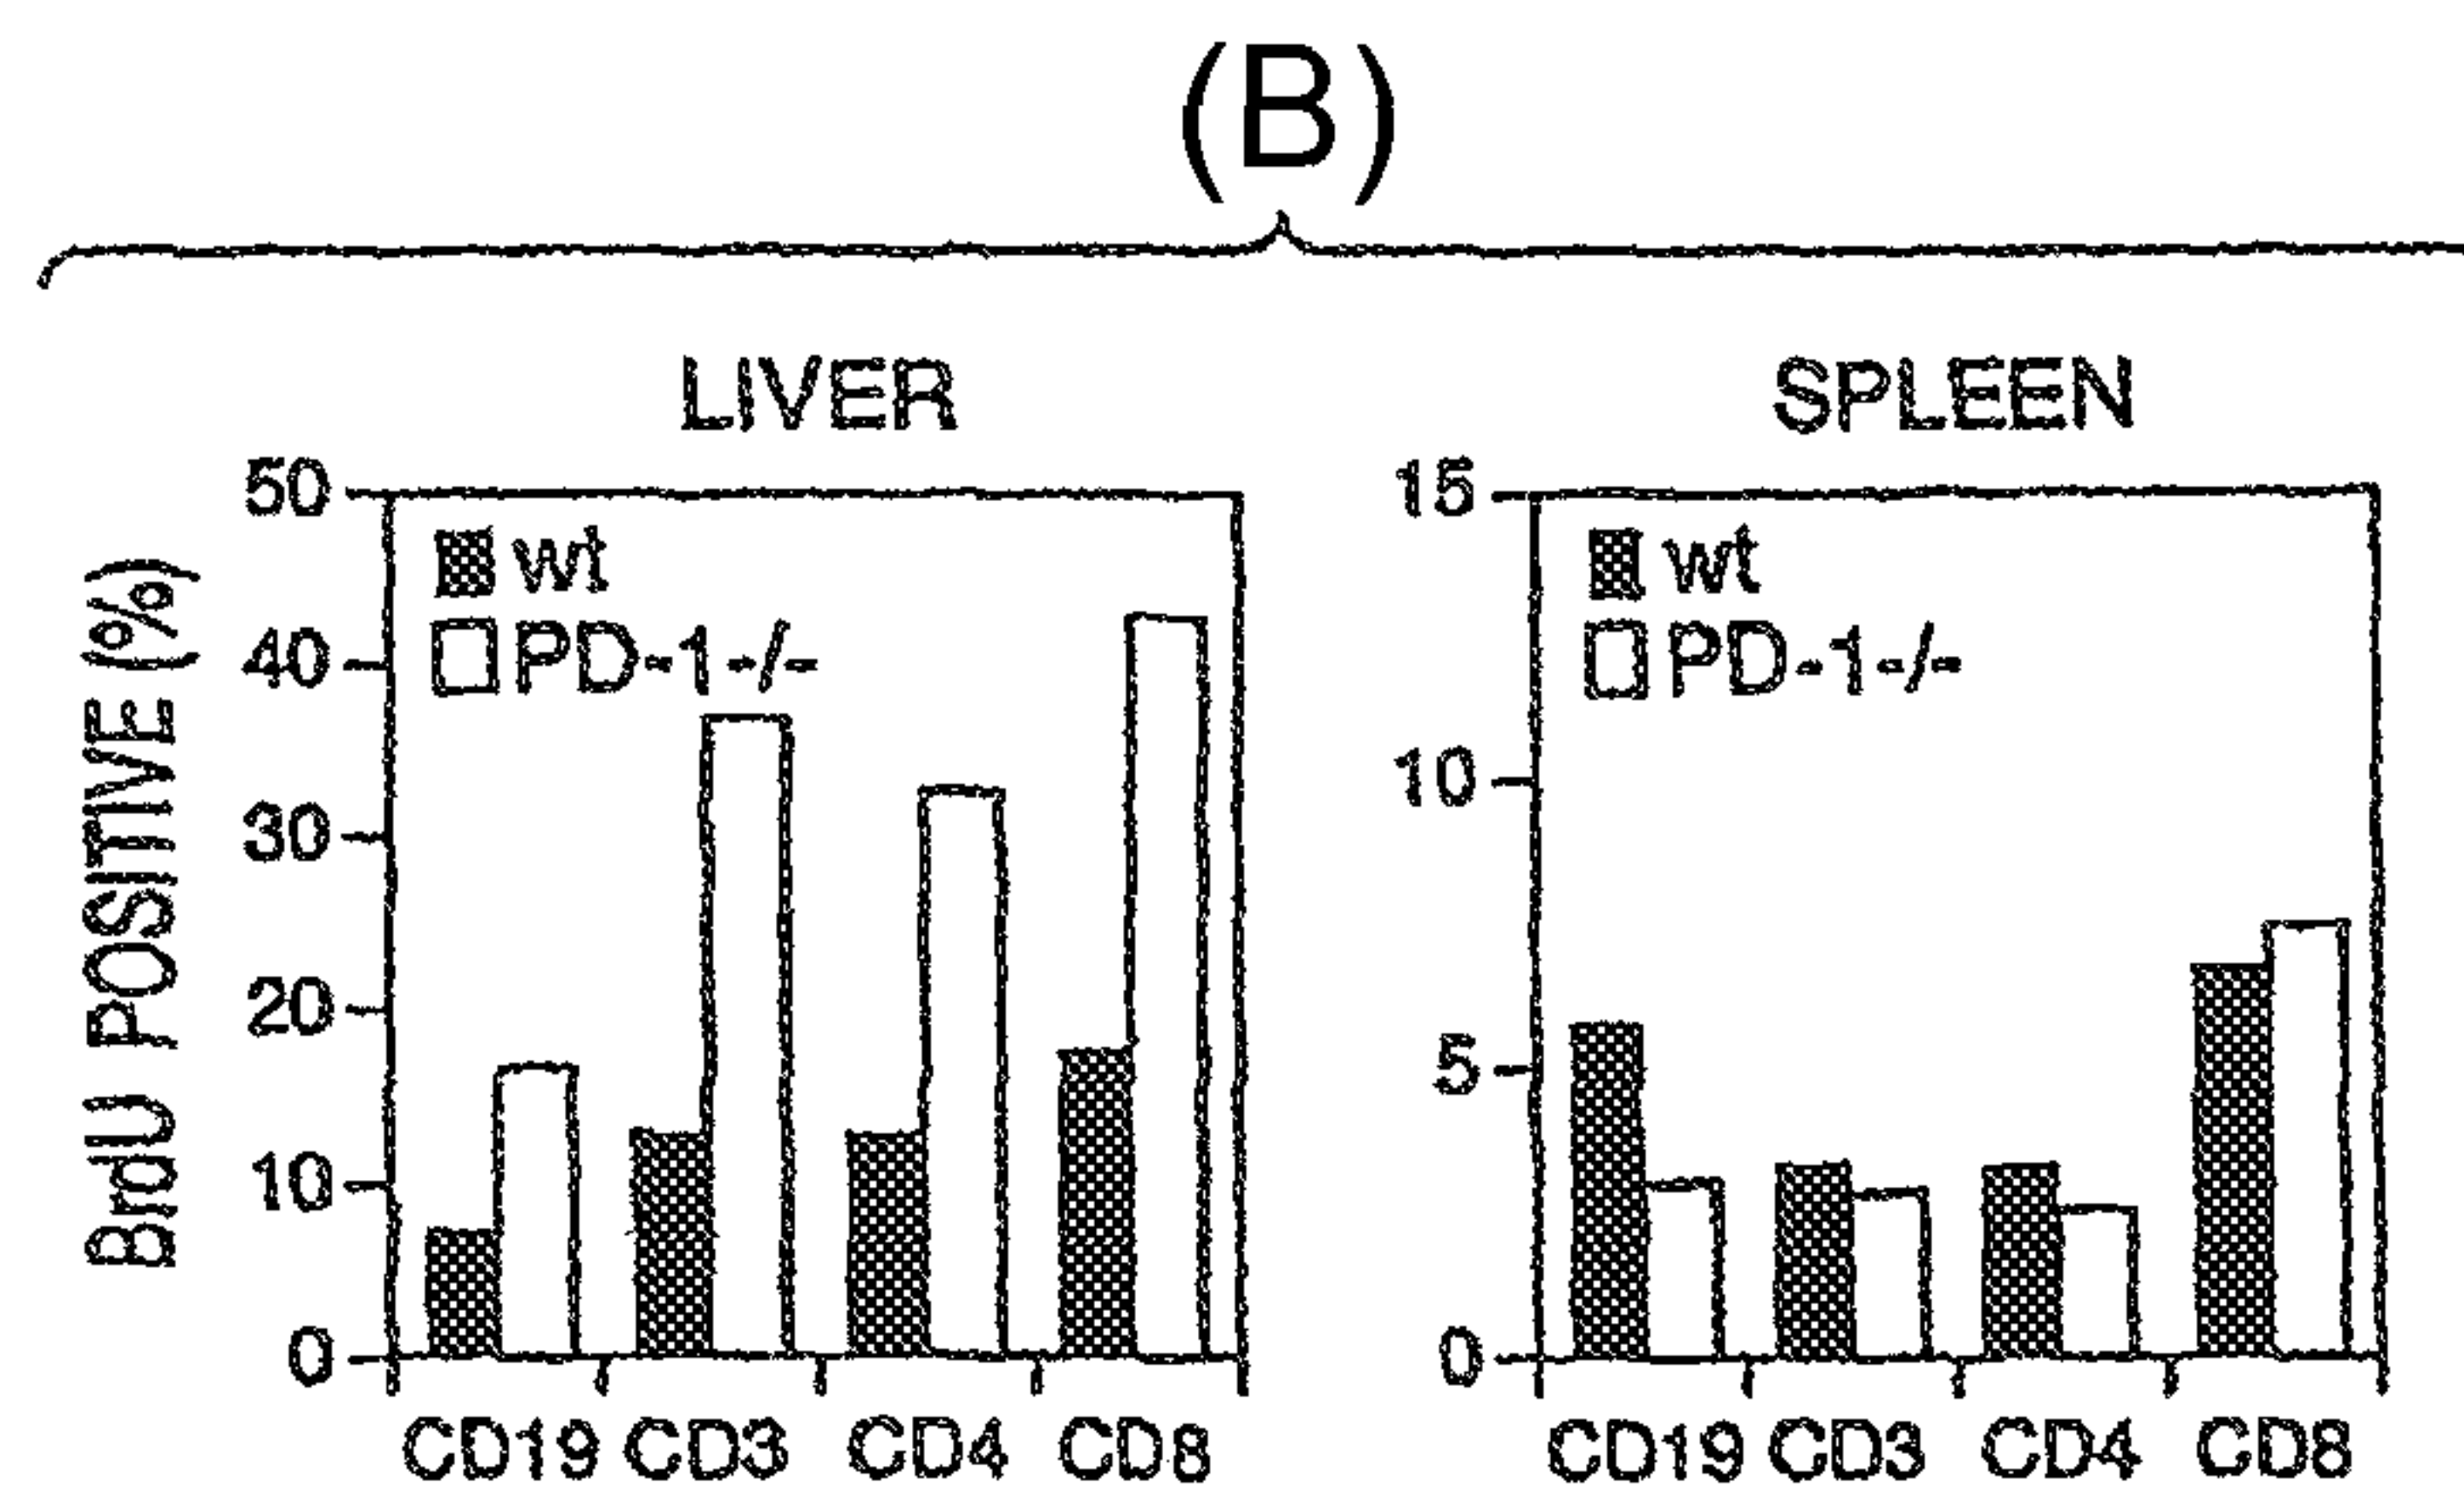 (B)
BrdU POSITIVE (%)
LIVER
50
40
30
20
10
0
wt
PD-1-/-
CD19 CD3 CD4 CD8
SPLEEN
15
10
5
0
wt
PD-1-/-
CD19 CD3 CD4 CD8